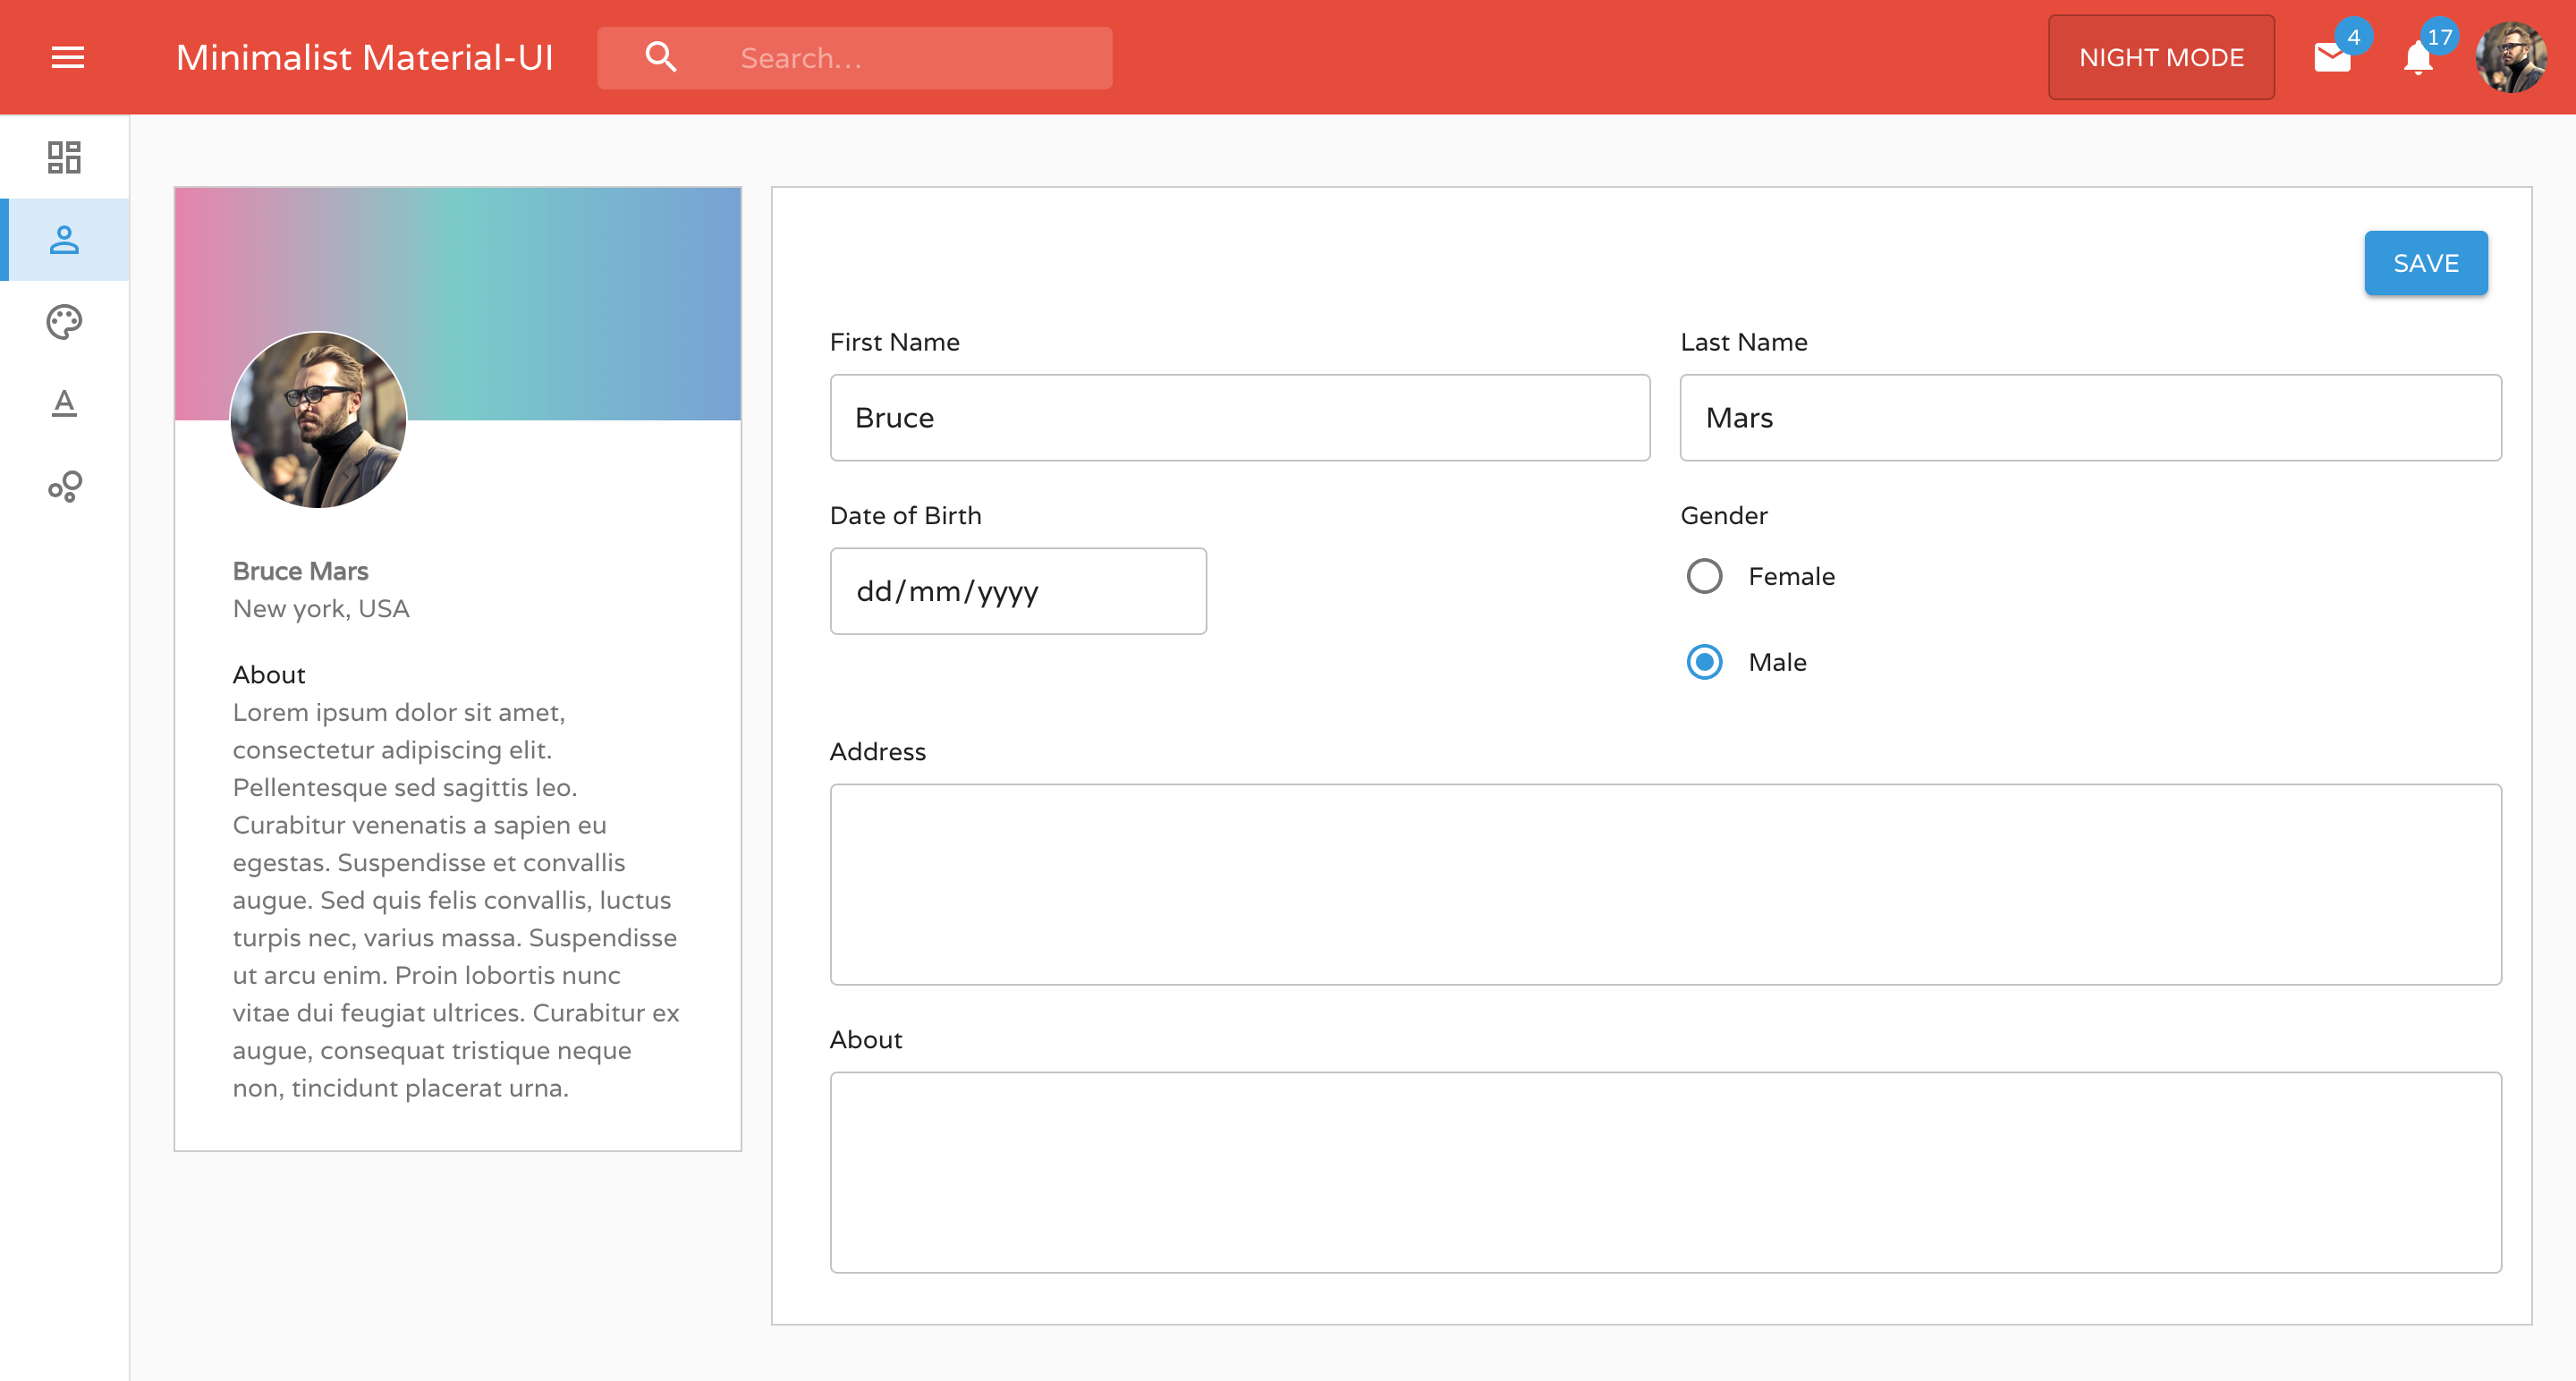 Minimalist Material-UI
Search...
NIGHT MODE
4
17
Bruce Mars
New york, USA
About
Lorem ipsum dolor sit amet,
consectetur adipiscing elit.
Pellentesque sed sagittis leo.
Curabitur venenatis a sapien eu
egestas. Suspendisse et convallis
augue. Sed quis felis convallis, luctus
turpis nec, varius massa. Suspendisse
ut arcu enim. Proin lobortis nunc
vitae dui feugiat ultrices. Curabitur ex
augue, consequat tristique neque
non, tincidunt placerat urna.
SAVE
First Name
Bruce
Last Name
Mars
Date of Birth
dd/mm/yyyy
Gender
Female
Male
Address
About